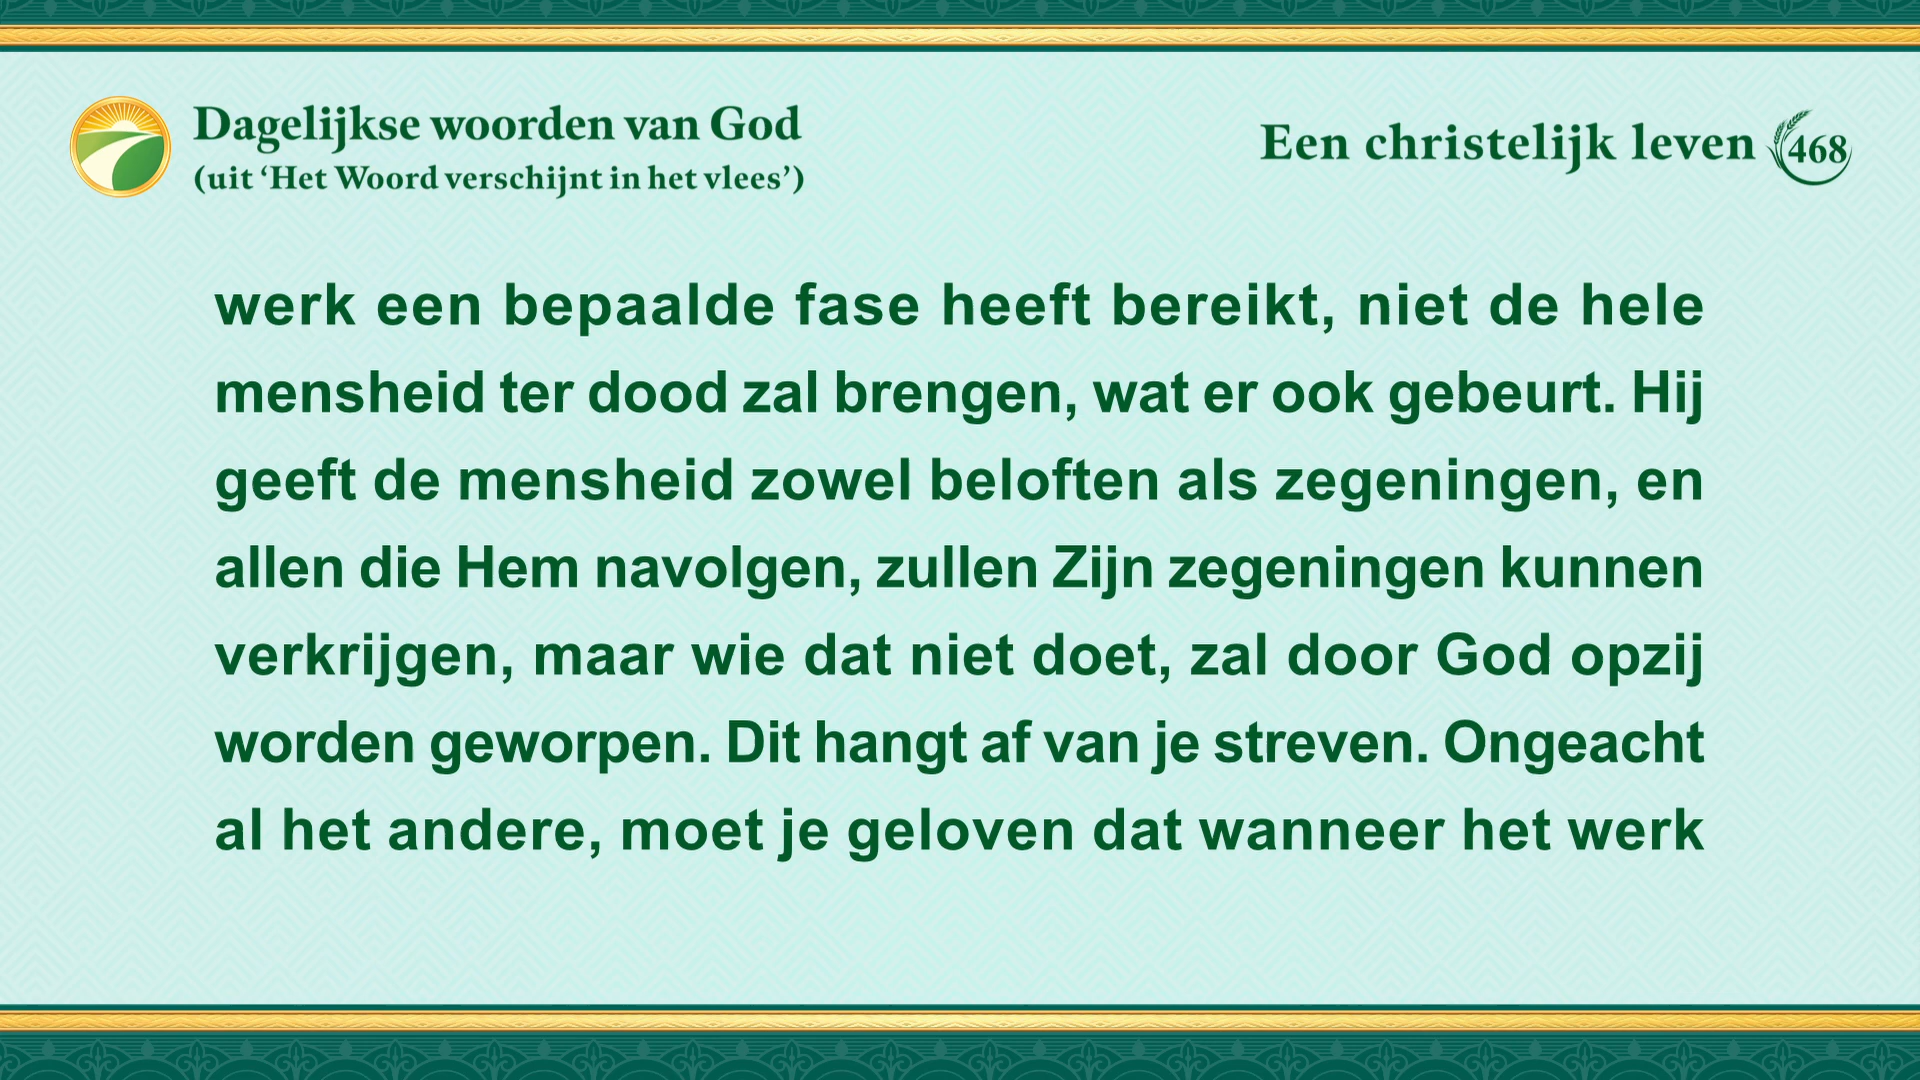 Dagelijkse woorden van God
(uit ‘Het Woord verschijnt in het vlees’)
Een christelijk leven 468
werk een bepaalde fase heeft bereikt, niet de hele
mensheid ter dood zal brengen, wat er ook gebeurt. Hij
geeft de mensheid zowel beloften als zegeningen, en
allen die Hem navolgen, zullen Zijn zegeningen kunnen
verkrijgen, maar wie dat niet doet, zal door God opzij
worden geworpen. Dit hangt af van je streven. Ongeacht
al het andere, moet je geloven dat wanneer het werk